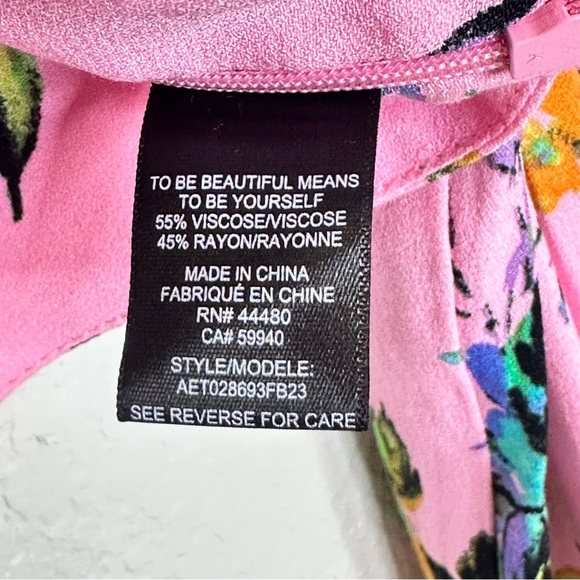 TO BE BEAUTIFUL MEANS
TO BE YOURSELF
55% VISCOSE/VISCOSE
45% RAYON/RAYONNE
MADE IN CHINA
FABRIQUÉ EN CHINE
RN# 44480
CA# 59940
STYLE/MODELE:
AET028693FB23
SEE REVERSE FOR CARE